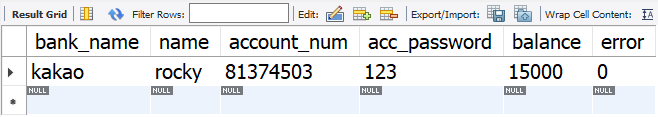 Result Grid Filter Rows: Edit: Export/Import: Wrap Cell Content: IA
bank_name name account_num acc_password balance error
kakao rocky 81374503 123 15000 0
NULL NULL NULL NULL NULL NULL